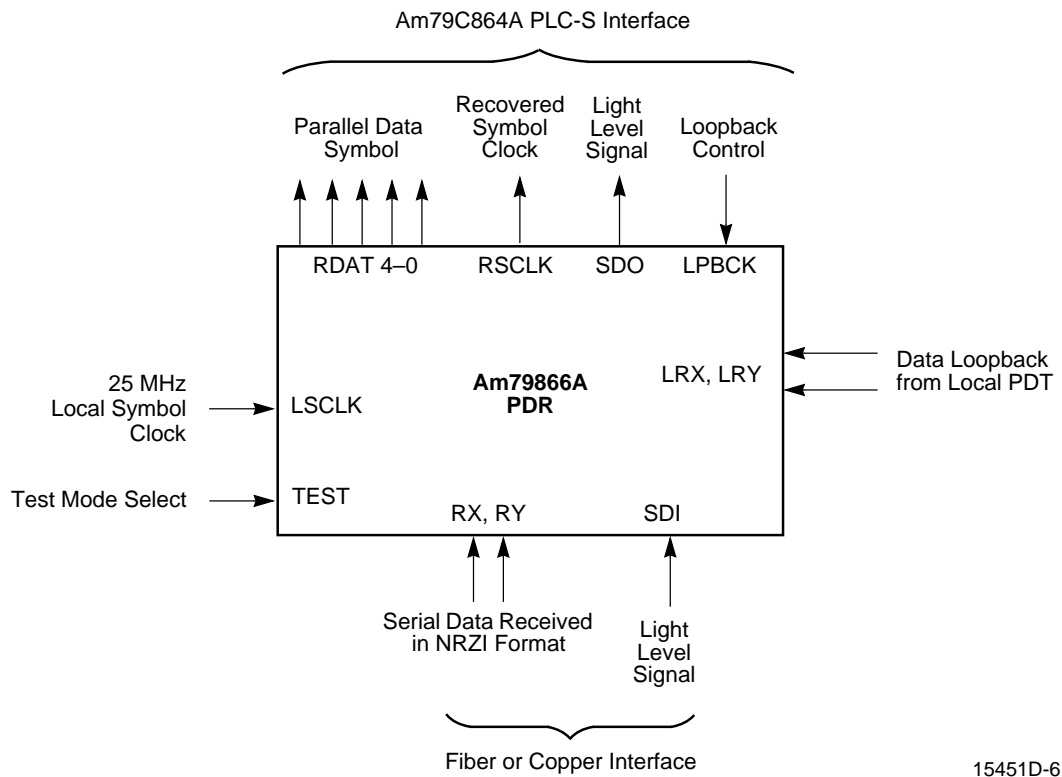 Am79C864A PLC-S Interface
Parallel Data
Symbol
Recovered
Symbol
Clock
Light
Level
Signal
Loopback
Control
RDAT 4–0
RSCLK
SDO
LPBCK
25 MHz
Local Symbol
Clock
LSCLK
Am79866A
PDR
LRX, LRY
Data Loopback
from Local PDT
Test Mode Select
TEST
RX, RY
SDI
Serial Data Received
in NRZI Format
Light
Level
Signal
Fiber or Copper Interface
15451D-6